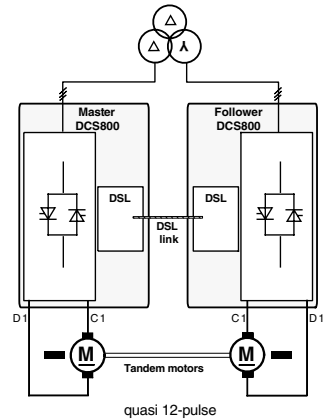 Master
DCS800
Follower
DCS800
DSL
DSL
DSL
link
D1
C1
C1
D1
M
M
Tandem motors
quasi 12-pulse